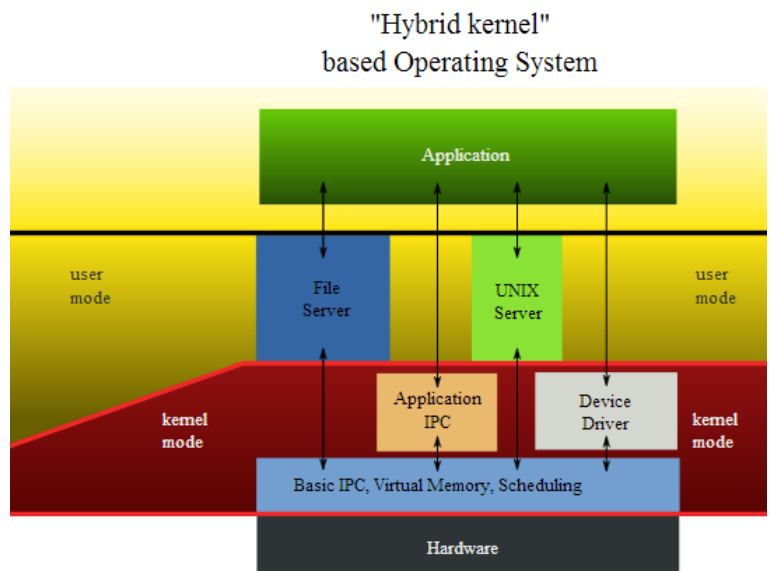 "Hybrid kernel"
based Operating System
Application
user
mode
File
Server
UNIX
Server
user
mode
kernel
mode
Application
IPC
Device
Driver
kernel
mode
Basic IPC, Virtual Memory, Scheduling
Hardware